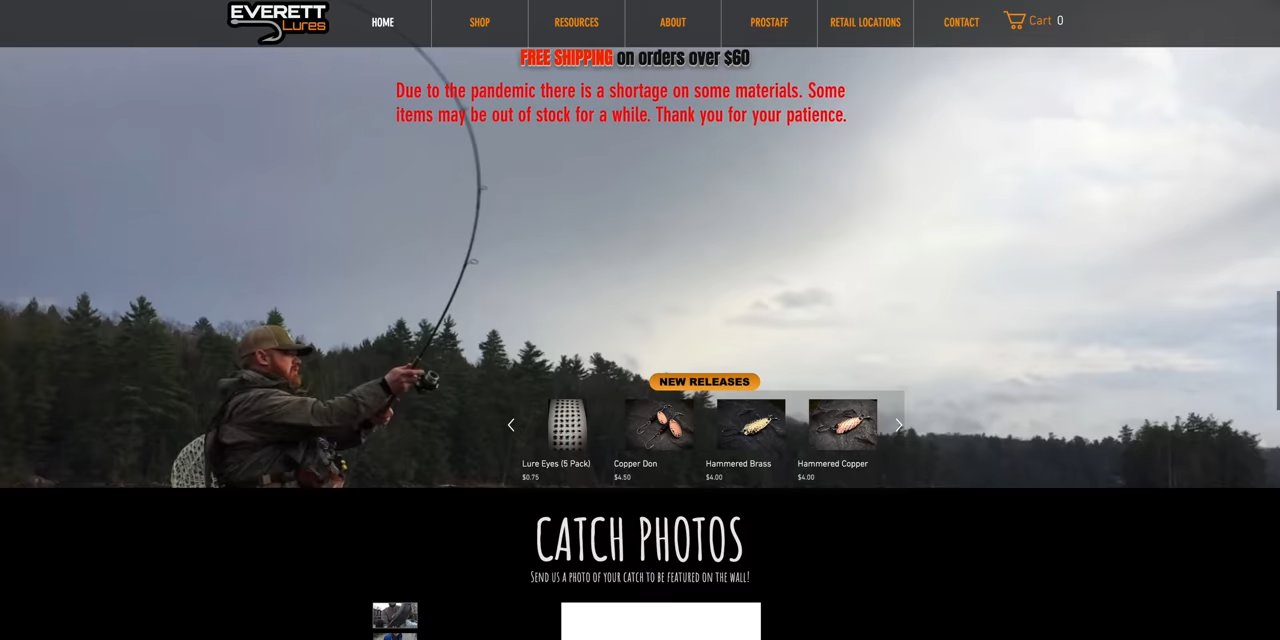 EVERETT
Lures
HOME
SHOP
RESOURCES
ABOUT
PROSTAFF
RETAIL LOCATIONS
CONTACT
Cart 0
FREE SHIPPING on orders over $60
Due to the pandemic there is a shortage on some materials. Some
items may be out of stock for a while. Thank you for your patience.
NEW RELEASES
Lure Eyes (5 Pack)
$0.75
Copper Don
$4.50
Hammered Brass
$4.00
Hammered Copper
$4.00
CATCH PHOTOS
Send us a photo of your catch to be featured on the wall!